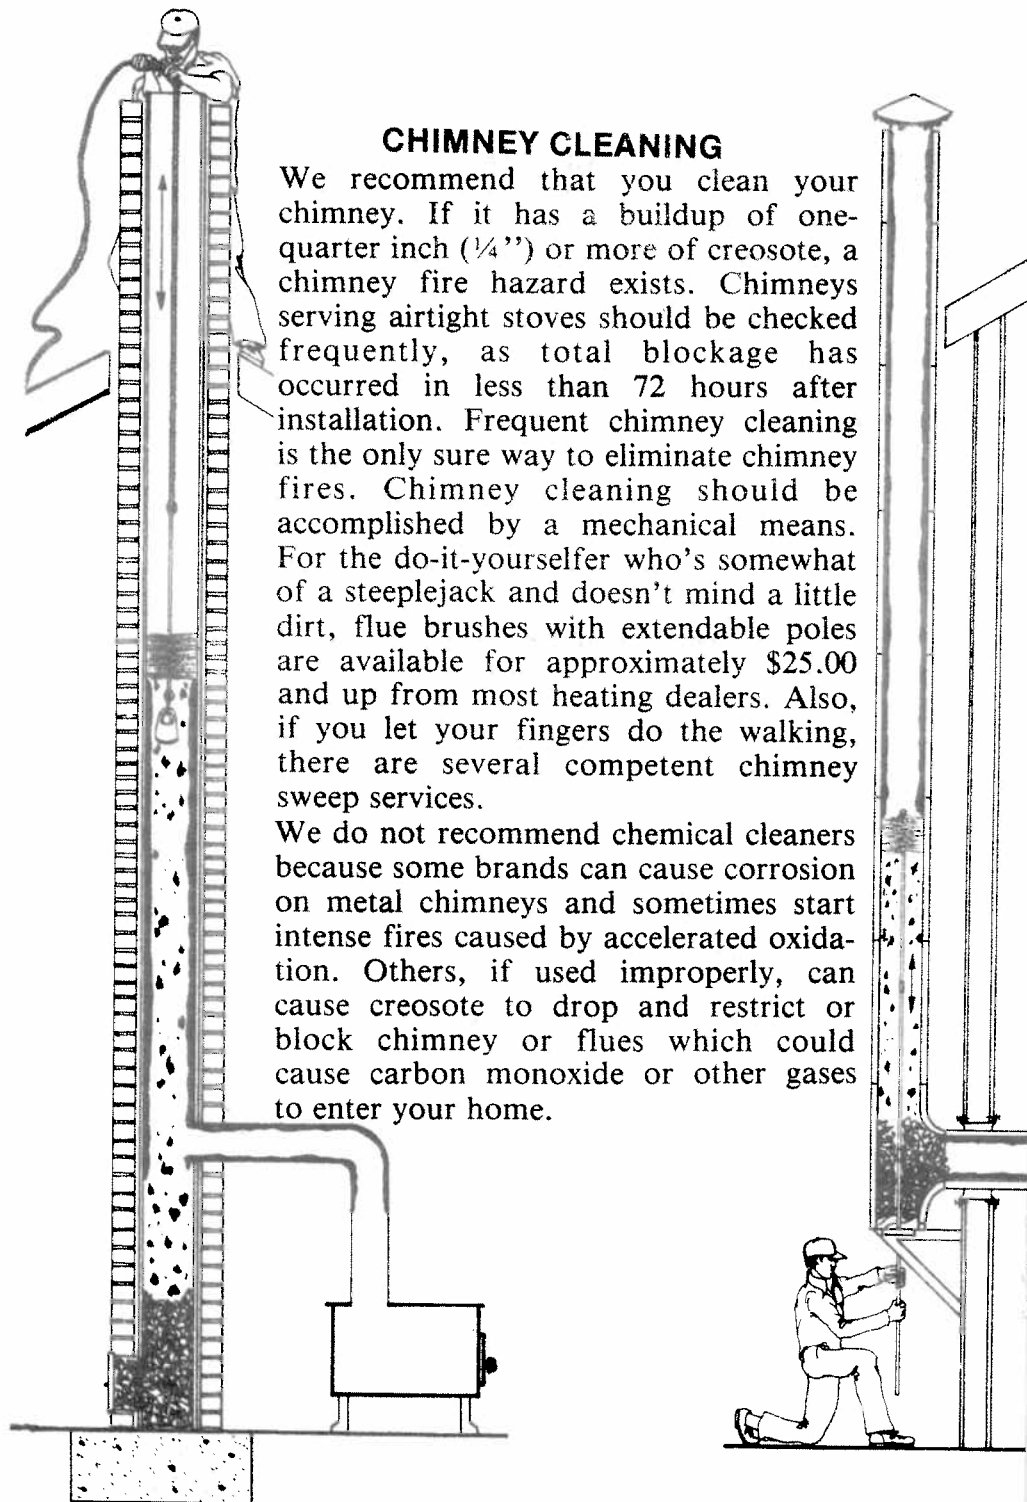 CHIMNEY CLEANING
We recommend that you clean your
chimney. If it has a buildup of one-
quarter inch (¼”) or more of creosote, a
chimney fire hazard exists. Chimneys
serving airtight stoves should be checked
frequently, as total blockage has
occurred in less than 72 hours after
installation. Frequent chimney cleaning
is the only sure way to eliminate chimney
fires. Chimney cleaning should be
accomplished by a mechanical means.
For the do-it-yourselfer who’s somewhat
of a steeplejack and doesn’t mind a little
dirt, flue brushes with extendable poles
are available for approximately $25.00
and up from most heating dealers. Also,
if you let your fingers do the walking,
there are several competent chimney
sweep services.
We do not recommend chemical cleaners
because some brands can cause corrosion
on metal chimneys and sometimes start
intense fires caused by accelerated oxida-
tion. Others, if used improperly, can
cause creosote to drop and restrict or
block chimney or flues which could
cause carbon monoxide or other gases
to enter your home.